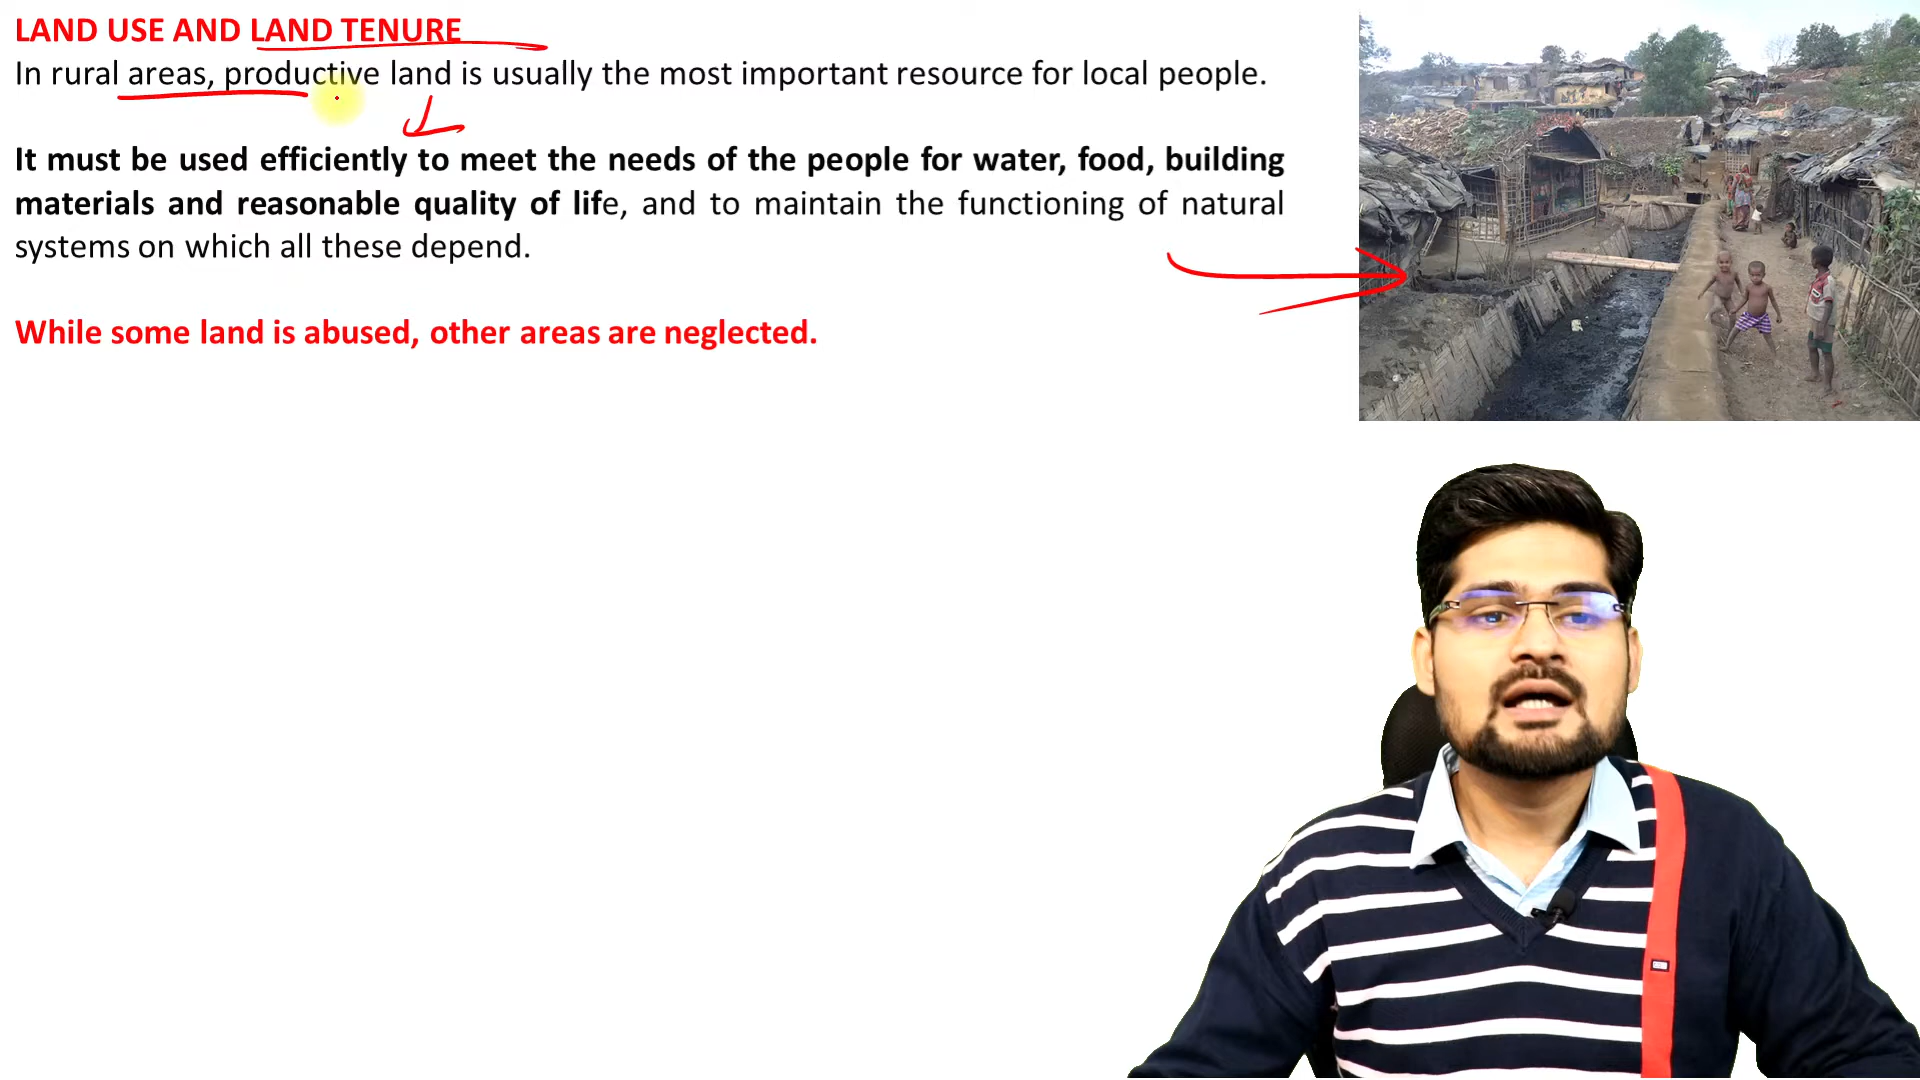 LAND USE AND LAND TENURE
In rural areas, productive land is usually the most important resource for local people.
It must be used efficiently to meet the needs of the people for water, food, building
materials and reasonable quality of life, and to maintain the functioning of natural
systems on which all these depend.
While some land is abused, other areas are neglected.